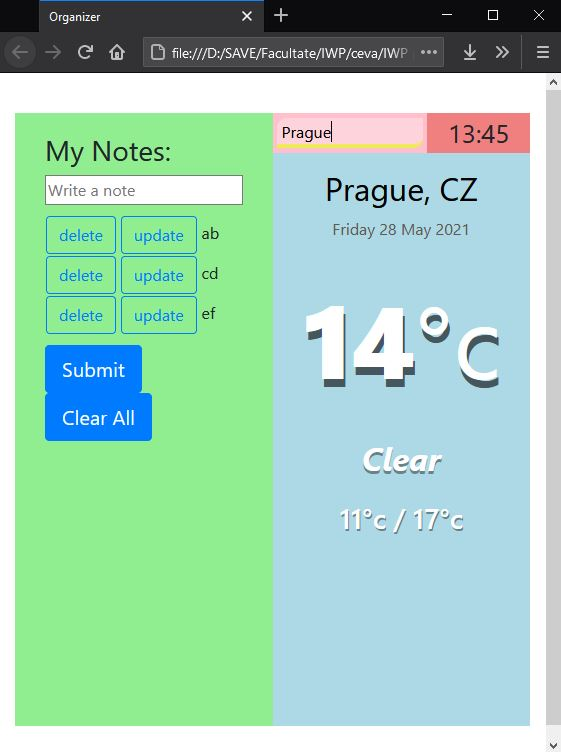 Organizer
file:///D:/SAVE/Facultate/IWP/ceva/IWP
My Notes:
Write a note
delete update ab
delete update cd
delete update ef
Submit
Clear All
Prague
13:45
Prague, CZ
Friday 28 May 2021
14°c
Clear
11°c / 17°c